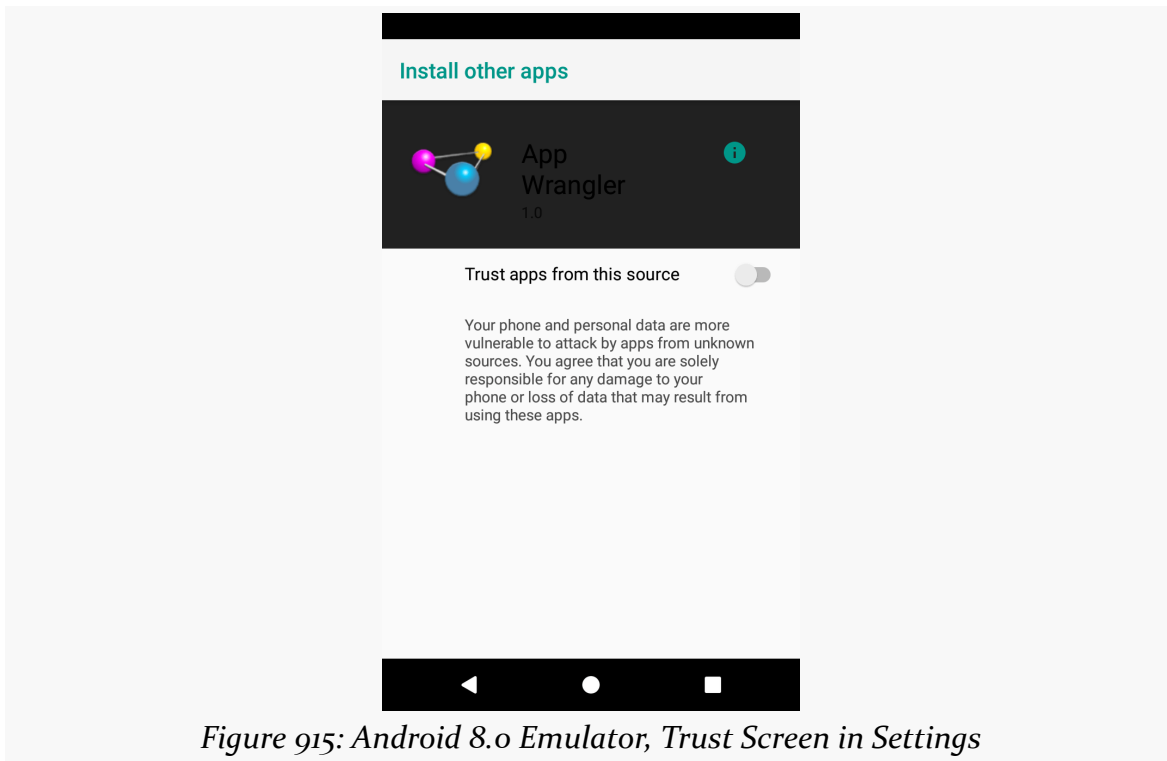 Install other apps
App
Wrangler
1.0
Trust apps from this source
Your phone and personal data are more
vulnerable to attack by apps from unknown
sources. You agree that you are solely
responsible for any damage to your
phone or loss of data that may result from
using these apps.
Figure 915: Android 8.0 Emulator, Trust Screen in Settings